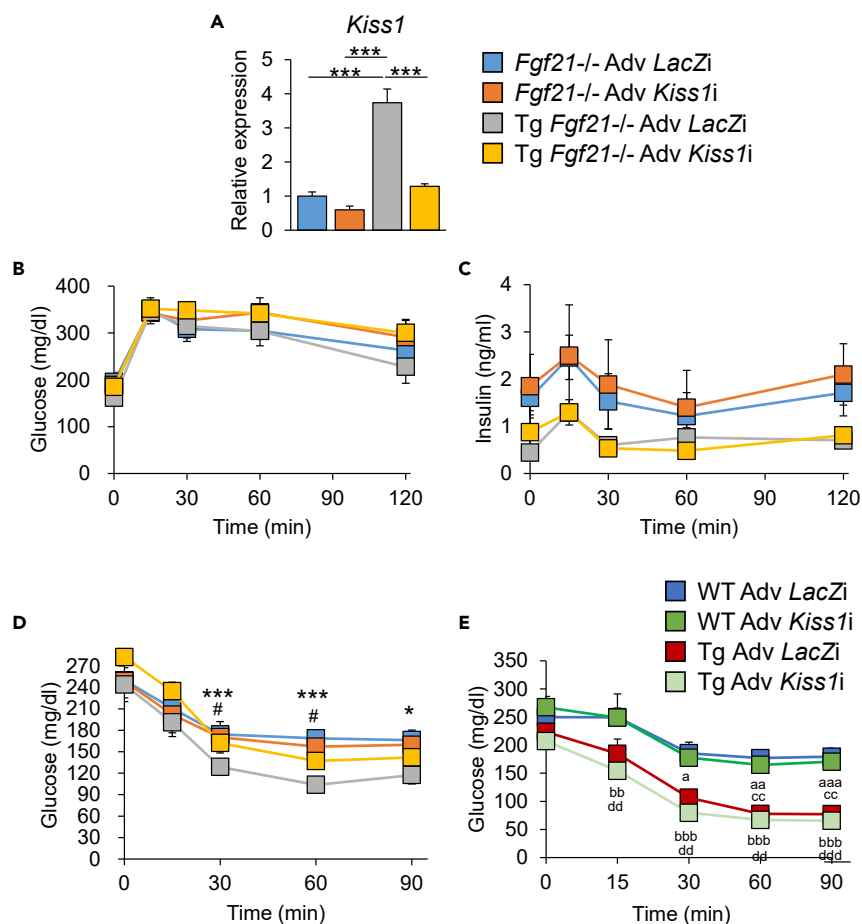 A
Kiss1
***
*** ***
Relative expression
5
4
3
2
1
0
Fgf21-/- Adv LacZi
Fgf21-/- Adv Kiss1i
Tg Fgf21-/- Adv LacZi
Tg Fgf21-/- Adv Kiss1i
B
Glucose (mg/dl)
400
300
200
100
0
0 30 60 90 120
Time (min)
C
Insulin (ng/ml)
4
3
2
1
0
0 30 60 90 120
Time (min)
D
Glucose (mg/dl)
270
240
210
180
150
120
90
60
30
0
*** *** *
# #
0 30 60 90
Time (min)
WT Adv LacZi
WT Adv Kiss1i
Tg Adv LacZi
Tg Adv Kiss1i
E
Glucose (mg/dl)
350
300
250
200
150
100
50
0
a aa aaa
cc cc
bb
dd
bbb bbb bbb
dd dd ddd
0 15 30 60 90
Time (min)